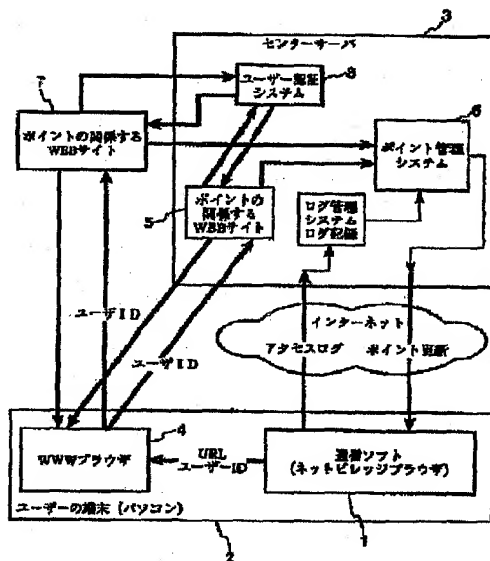 3
センターサーバ
7
ユーザー認証
システム
8
6
ポイントの関係する
WEBサイト
ポイント管理
システム
5
ポイントの
関係する
WEBサイト
ログ管理
システム
ログ記録
インターネット
ユーザID
アクセスログ
ポイント更新
ユーザID
4
WWWブラウザ
URL
ユーザーID
通信ソフト
(ネットビレッジブラウザ)
ユーザーの端末(パソコン)
2
1